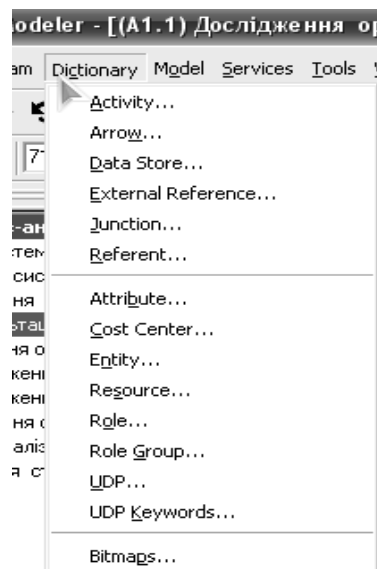 odeler - [(A1.1) Дослідження ор
am Dictionary Model Services Tools
Activity...
Arrow...
Data Store...
External Reference...
Junction...
Referent...
Attribute...
Cost Center...
Entity...
Resource...
Role...
Role Group...
UDP...
UDP Keywords...
Bitmaps...